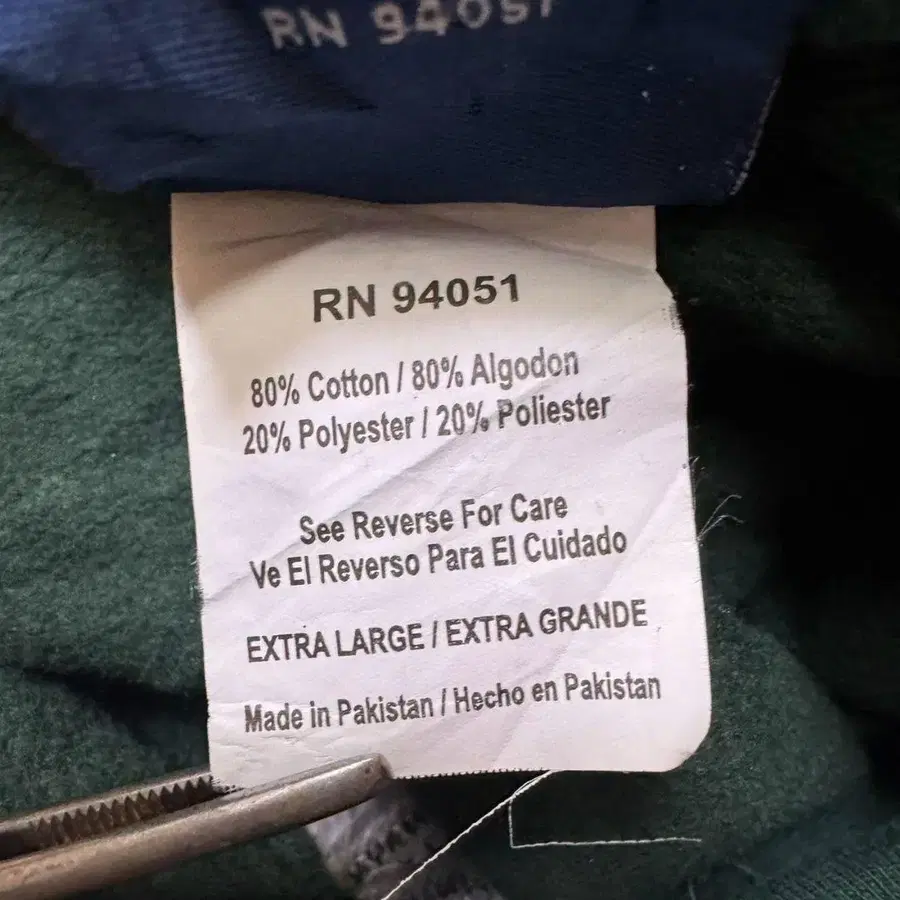 RN 94051
RN 94051
80% Cotton / 80% Algodon
20% Polyester / 20% Poliester
See Reverse For Care
Ve El Reverso Para El Cuidado
EXTRA LARGE / EXTRA GRANDE
Made in Pakistan / Hecho en Pakistan